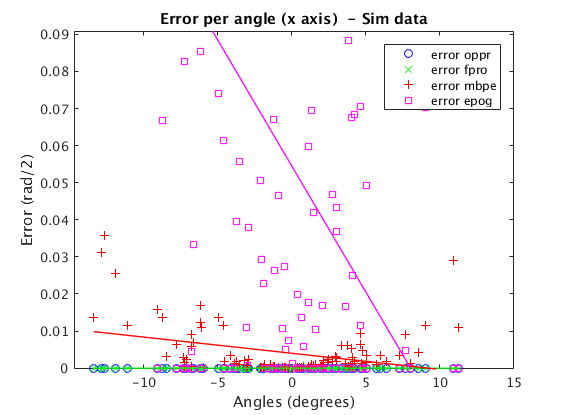 Error per angle (x axis) - Sim data
error oppr
error fpro
error mbpe
error epog
Error (rad/2)
0.09
0.08
0.07
0.06
0.05
0.04
0.03
0.02
0.01
0
−10
−5
0
5
10
15
Angles (degrees)